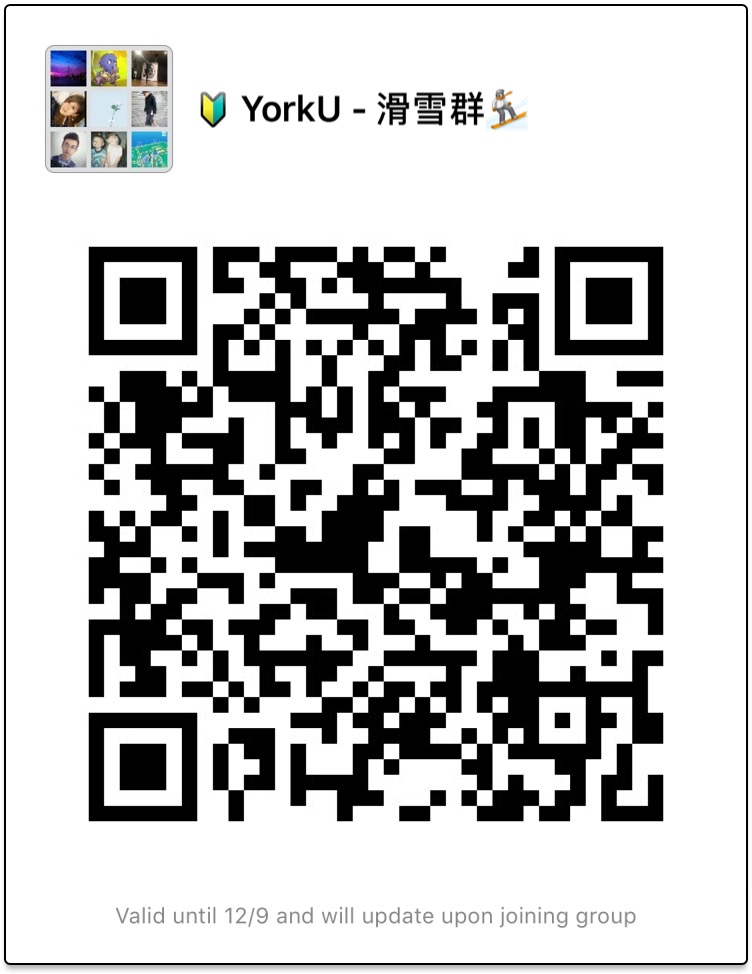 🔰 YorkU - 滑雪群🏂
Valid until 12/9 and will update upon joining group